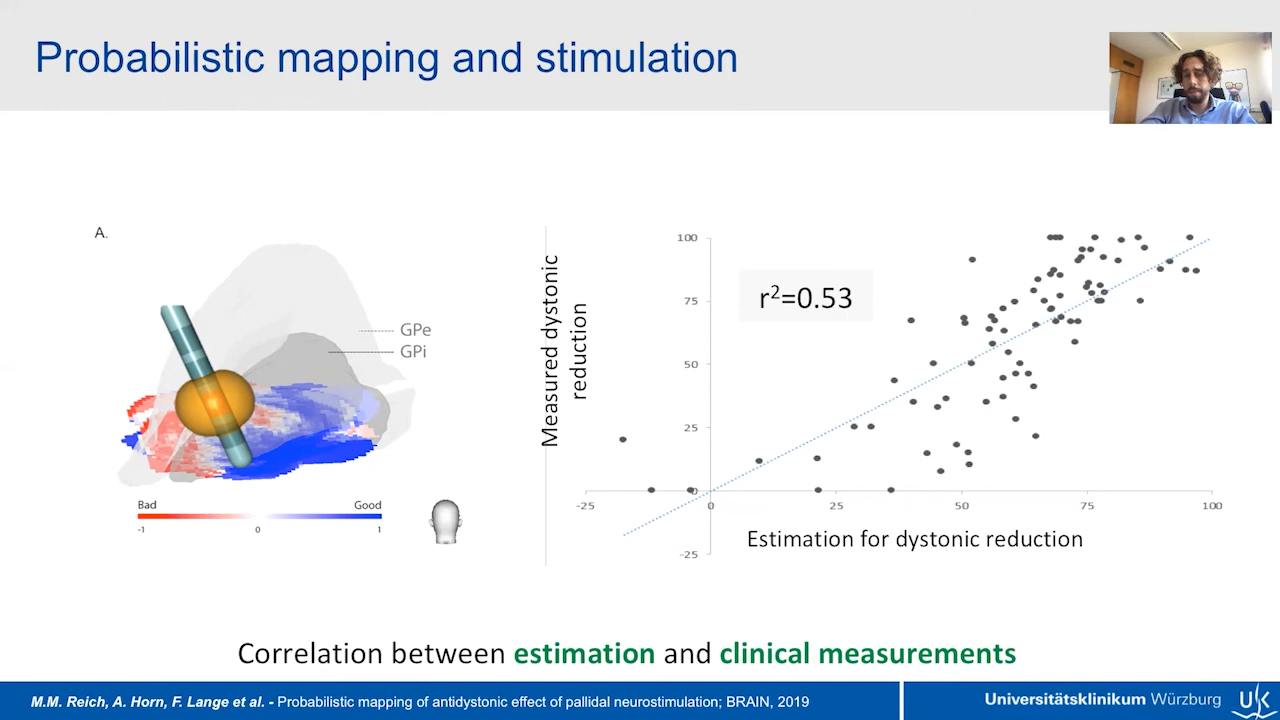 Probabilistic mapping and stimulation
A.
GPe
GPi
Bad
Good
-1
0
1
Measured dystonic
reduction
100
75
50
25
0
-25
r²=0.53
-25
0
25
50
75
100
Estimation for dystonic reduction
Correlation between estimation and clinical measurements
M.M. Reich, A. Horn, F. Lange et al. - Probabilistic mapping of antidystonic effect of pallidal neurostimulation; BRAIN, 2019
Universitätsklinikum Würzburg
UK